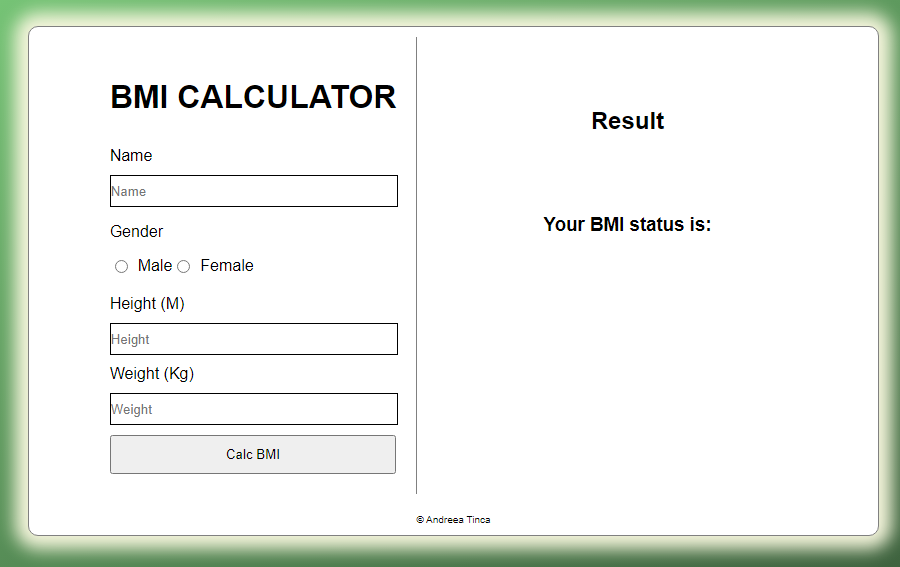 BMI CALCULATOR
Name
Name
Gender
Male Female
Height (M)
Height
Weight (Kg)
Weight
Calc BMI
Result
Your BMI status is:
© Andreea Tinca